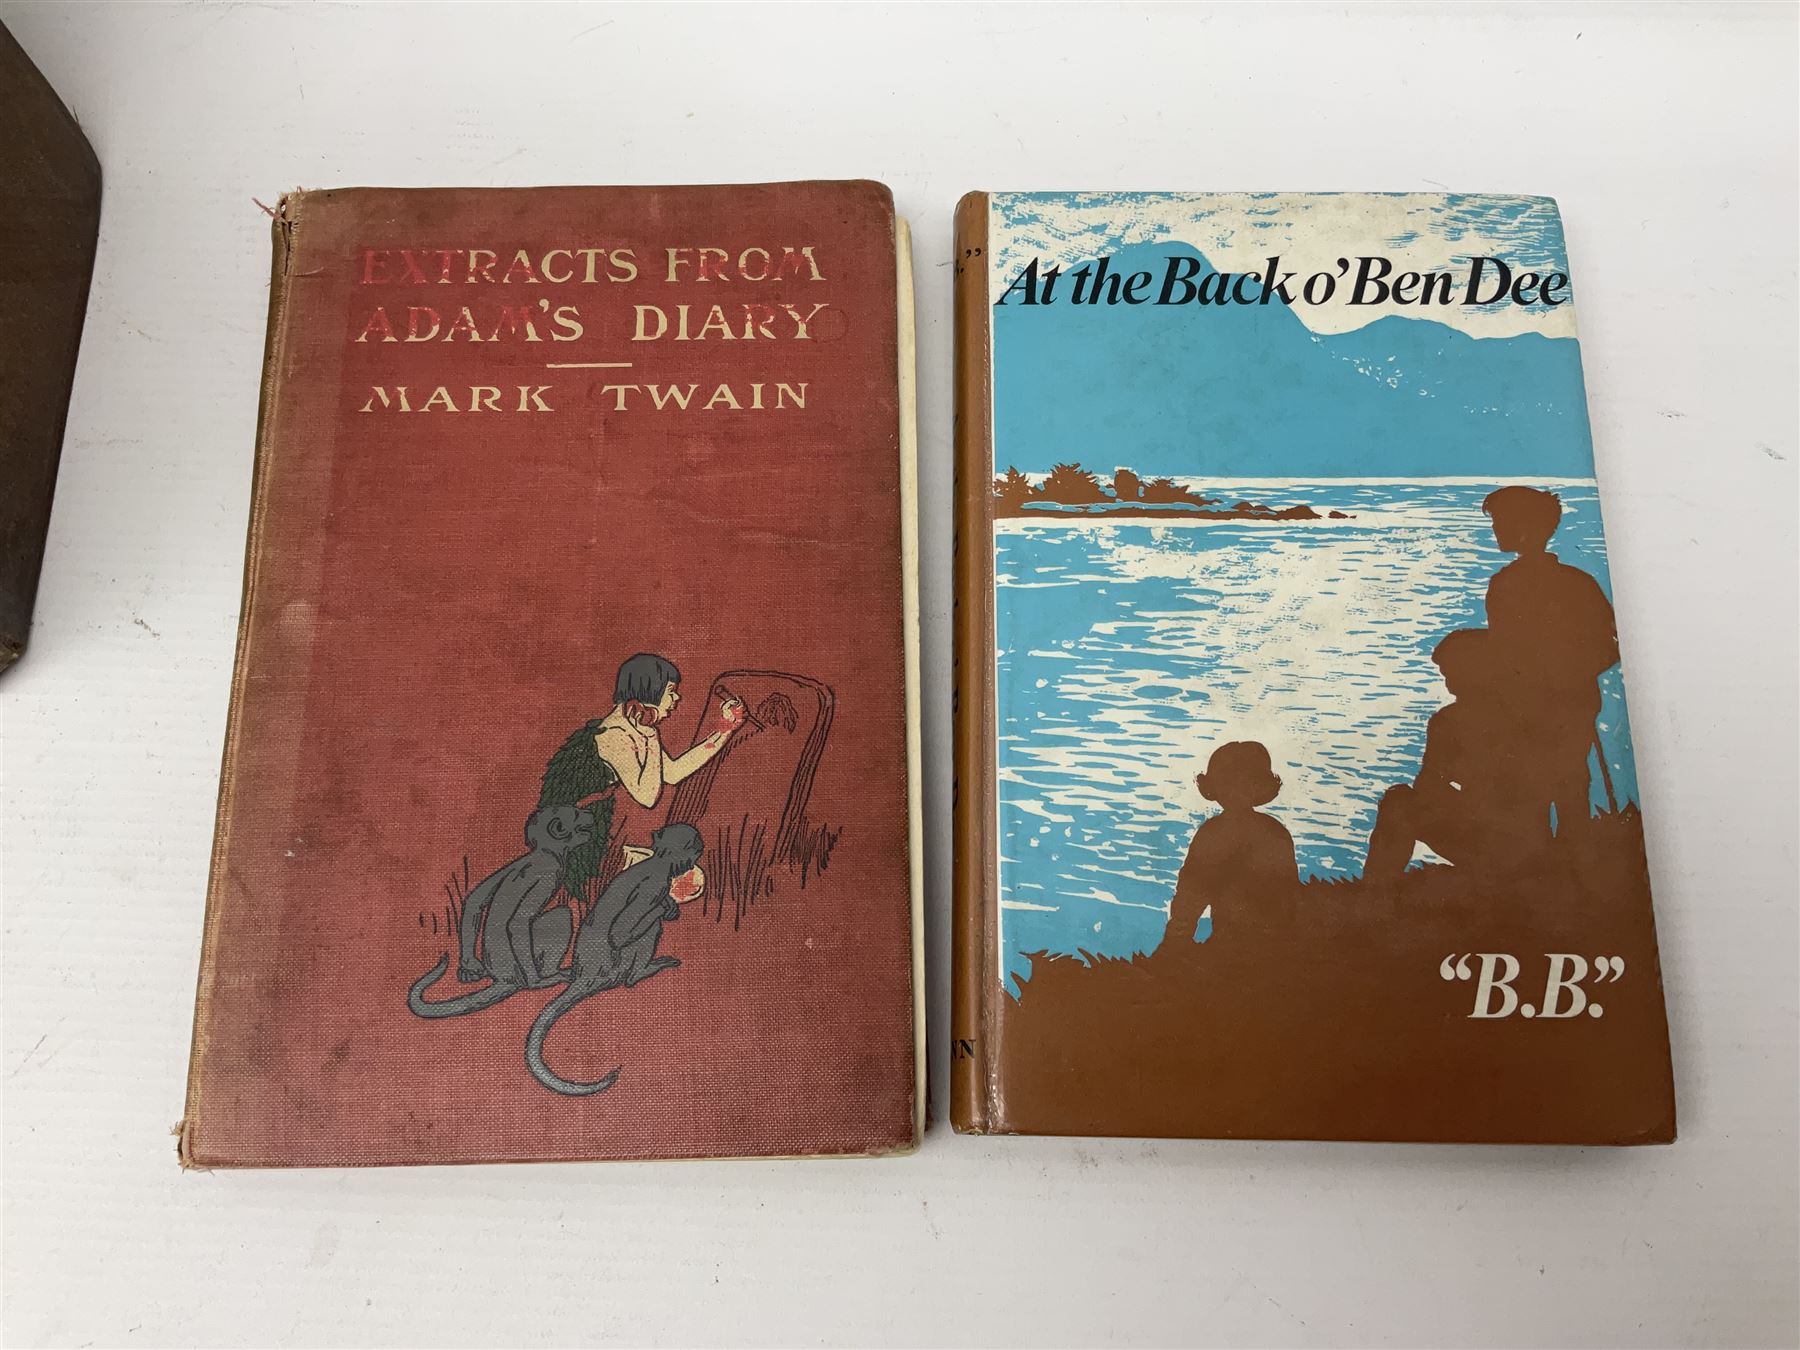 EXTRACTS FROM
ADAM'S DIARY
MARK TWAIN
At the Back o' Ben Dee
"B.B."